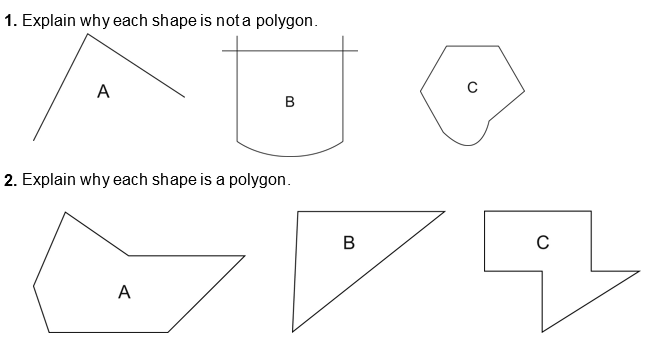 1. Explain why each shape is not a polygon.
A
B
C
2. Explain why each shape is a polygon.
A
B
C